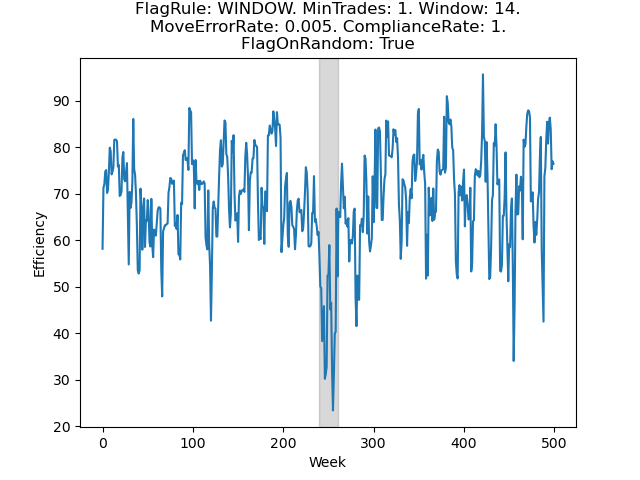 FlagRule: WINDOW. MinTrades: 1. Window: 14.
MoveErrorRate: 0.005. ComplianceRate: 1.
FlagOnRandom: True
90
80
70
60
50
40
30
20
Efficiency
0 100 200 300 400 500
Week